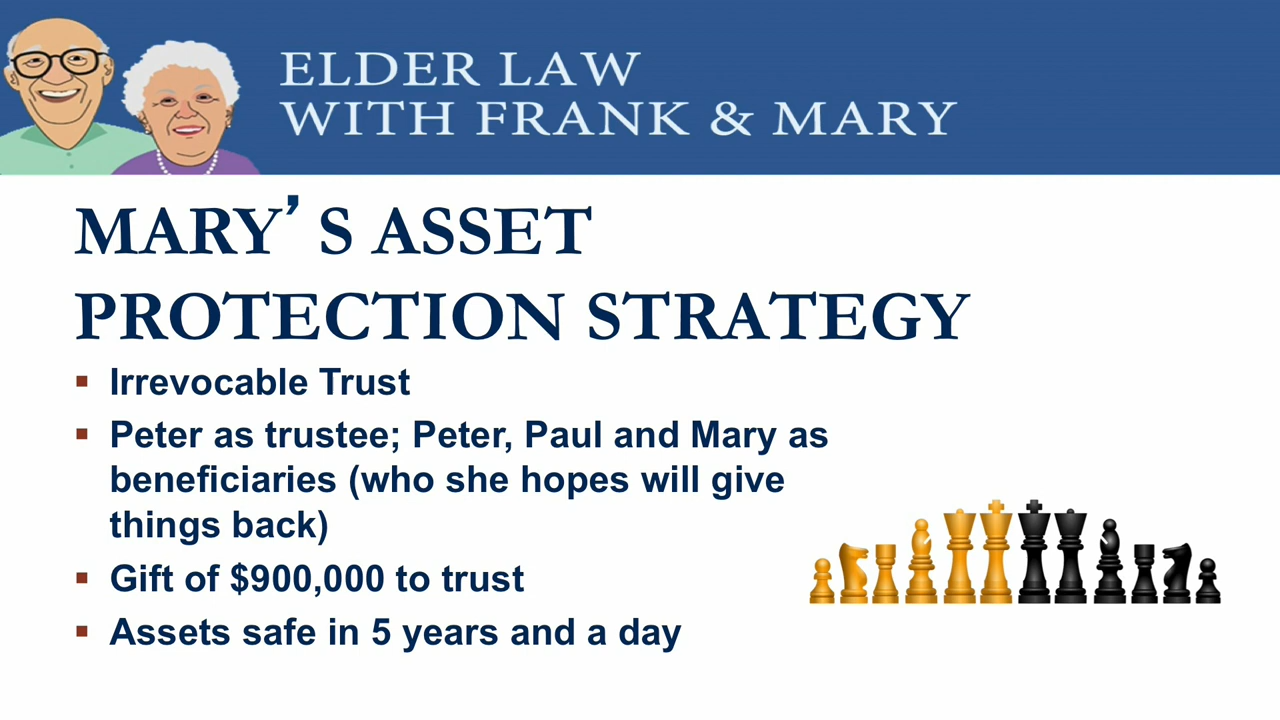 ELDER LAW
WITH FRANK & MARY
MARY’S ASSET
PROTECTION STRATEGY
▪ Irrevocable Trust
▪ Peter as trustee; Peter, Paul and Mary as
beneficiaries (who she hopes will give
things back)
▪ Gift of $900,000 to trust
▪ Assets safe in 5 years and a day